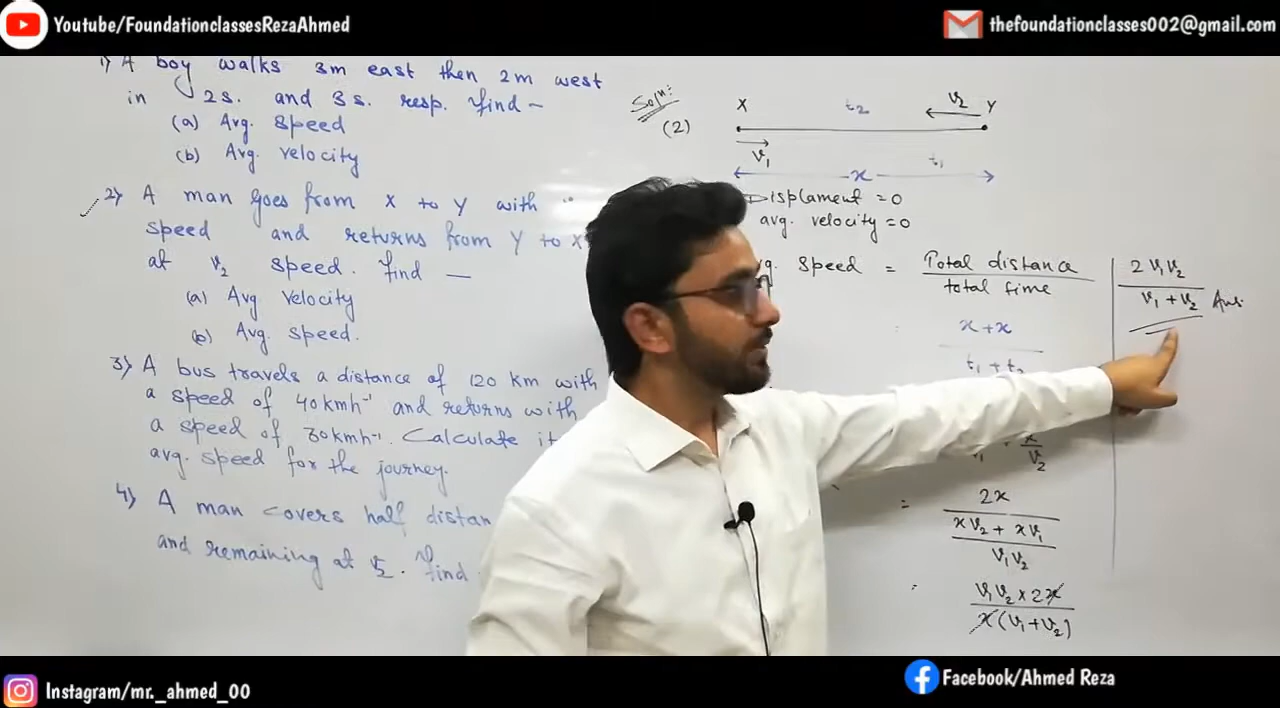 Youtube/FoundationclassesRezaAhmed
thefoundationclasses002@gmail.com
1) A boy walks 3m east then 2m west
in 2s. and 3s. resp. find -
(a) Avg. speed
(b) Avg. velocity
2) A man goes from X to Y with
speed and returns from Y to X
at v₂ speed. find —
(a) Avg velocity
(b) Avg. speed.
3) A bus travels a distance of 120 km with
a speed of 40kmh⁻¹ and returns with
a speed of 30kmh⁻¹. Calculate it
avg. speed for the journey.
4) A man covers half distan
and remaining at v₂. find
Soln:
(2)
X t₂ v₂ Y
v₁ t₁
x
Displament = 0
avg. velocity = 0
speed = Total distance
total time
x+x
t₁ + t₂
x
v₂
= 2x
xv₂ + xv₁
v₁v₂
v₁v₂ × 2x
x(v₁+v₂)
2v₁v₂
v₁ + v₂ Ans.
Instagram/mr._ahmed_00
Facebook/Ahmed Reza